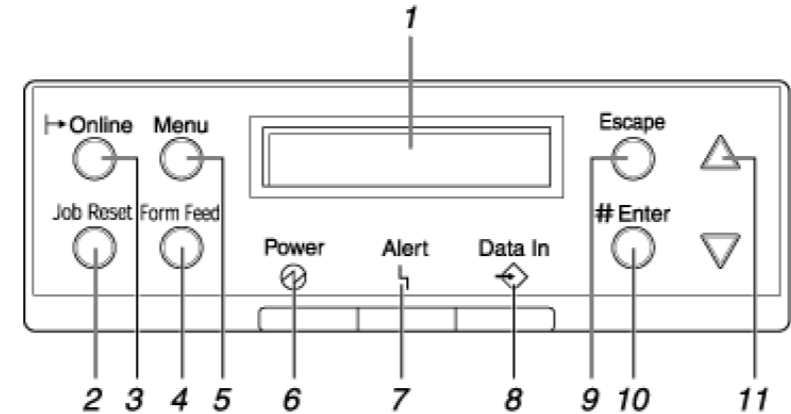 1
Online Menu Escape
Job Reset Form Feed # Enter
Power Alert Data In
2 3 4 5 6 7 8 9 10 11